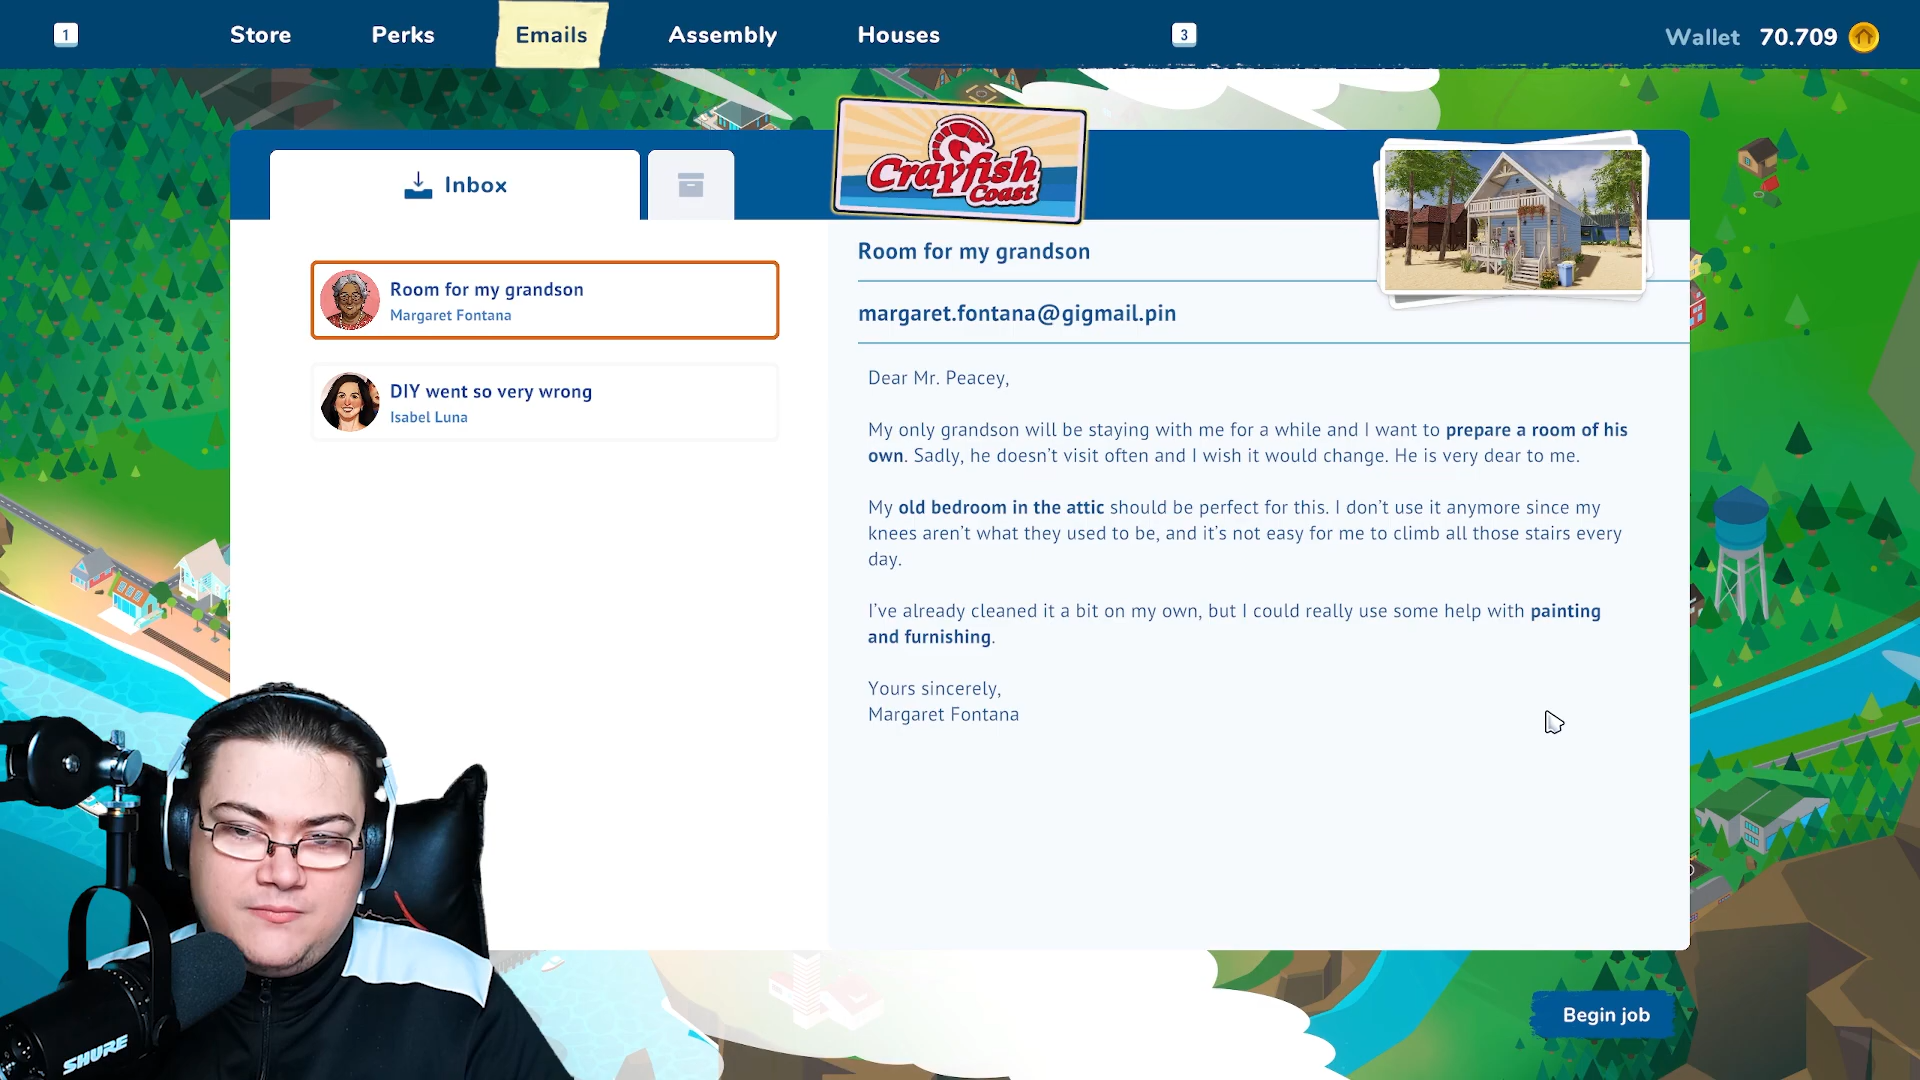 1
Store
Perks
Emails
Assembly
Houses
3
Wallet 70.709
Inbox
Crayfish
Coast
Room for my grandson
Margaret Fontana
DIY went so very wrong
Isabel Luna
Room for my grandson
margaret.fontana@gigmail.pin
Dear Mr. Peacey,
My only grandson will be staying with me for a while and I want to prepare a room of his
own. Sadly, he doesn't visit often and I wish it would change. He is very dear to me.
My old bedroom in the attic should be perfect for this. I don't use it anymore since my
knees aren't what they used to be, and it's not easy for me to climb all those stairs every
day.
I've already cleaned it a bit on my own, but I could really use some help with painting
and furnishing.
Yours sincerely,
Margaret Fontana
Begin job
SHURE